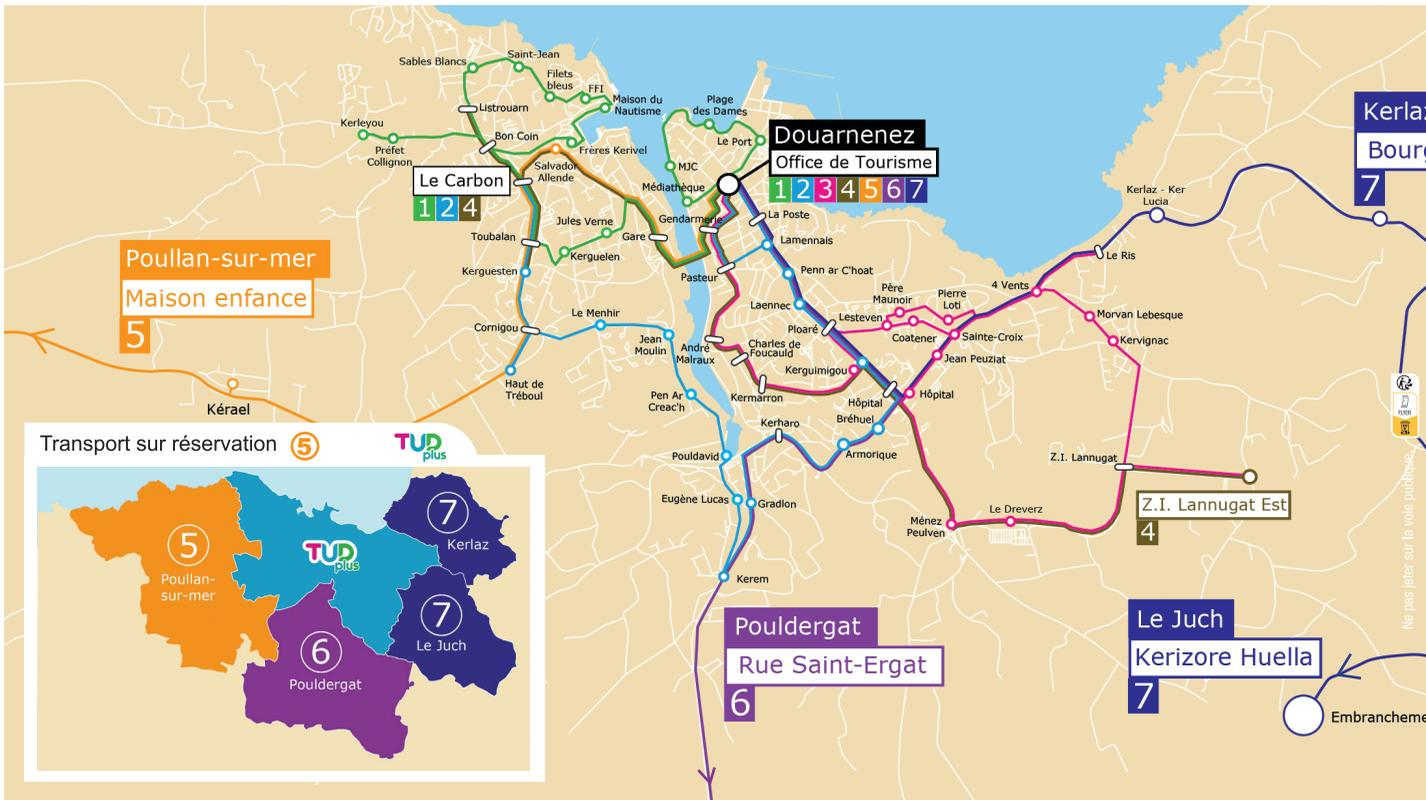 Saint-Jean
Sables Blancs
Filets
bleus
FFI
Maison du
Nautisme
Listrouarn
Kerleyou
Préfet
Collignon
Bon Coin
Frères Kerivel
Salvador
Allende
Le Carbon
1 2 4
Plage
des Dames
Le Port
MJC
Médiathèque
Douarnenez
Office de Tourisme
1 2 3 4 5 6 7
Gendarmerie
La Poste
Lamennais
Jules Verne
Gare
Toubalan
Kerguelen
Kerguesten
Pasteur
Penn ar C'hoat
Laennec
Ploaré
Père
Maunoir
Pierre
Loti
Lesteven
Coatener
Sainte-Croix
Jean Peuziat
4 Vents
Le Ris
Kerlaz - Ker
Lucia
Kerlaz
Bourg
7
Morvan Lebesque
Kervignac
Poullan-sur-mer
Maison enfance
5
Kérael
Cornigou
Le Menhir
Jean
Moulin
Haut de
Tréboul
Pen Ar
Creac'h
André
Malraux
Charles de
Foucauld
Kermarron
Kerguimigou
Hôpital
Hôpital
Bréhuel
Kerharo
Armorique
Pouldavid
Eugène Lucas
Gradlon
Kerem
Ménez
Peulven
Le Dreverz
Z.I. Lannugat
Z.I. Lannugat Est
4
Pouldergat
Rue Saint-Ergat
6
Le Juch
Kerizore Huella
7
Embrancheme
FLYER
Ne pas jeter sur la voie publique.
Transport sur réservation 5
TUD
plus
5
Poullan-
sur-mer
TUD
plus
7
Kerlaz
7
Le Juch
6
Pouldergat